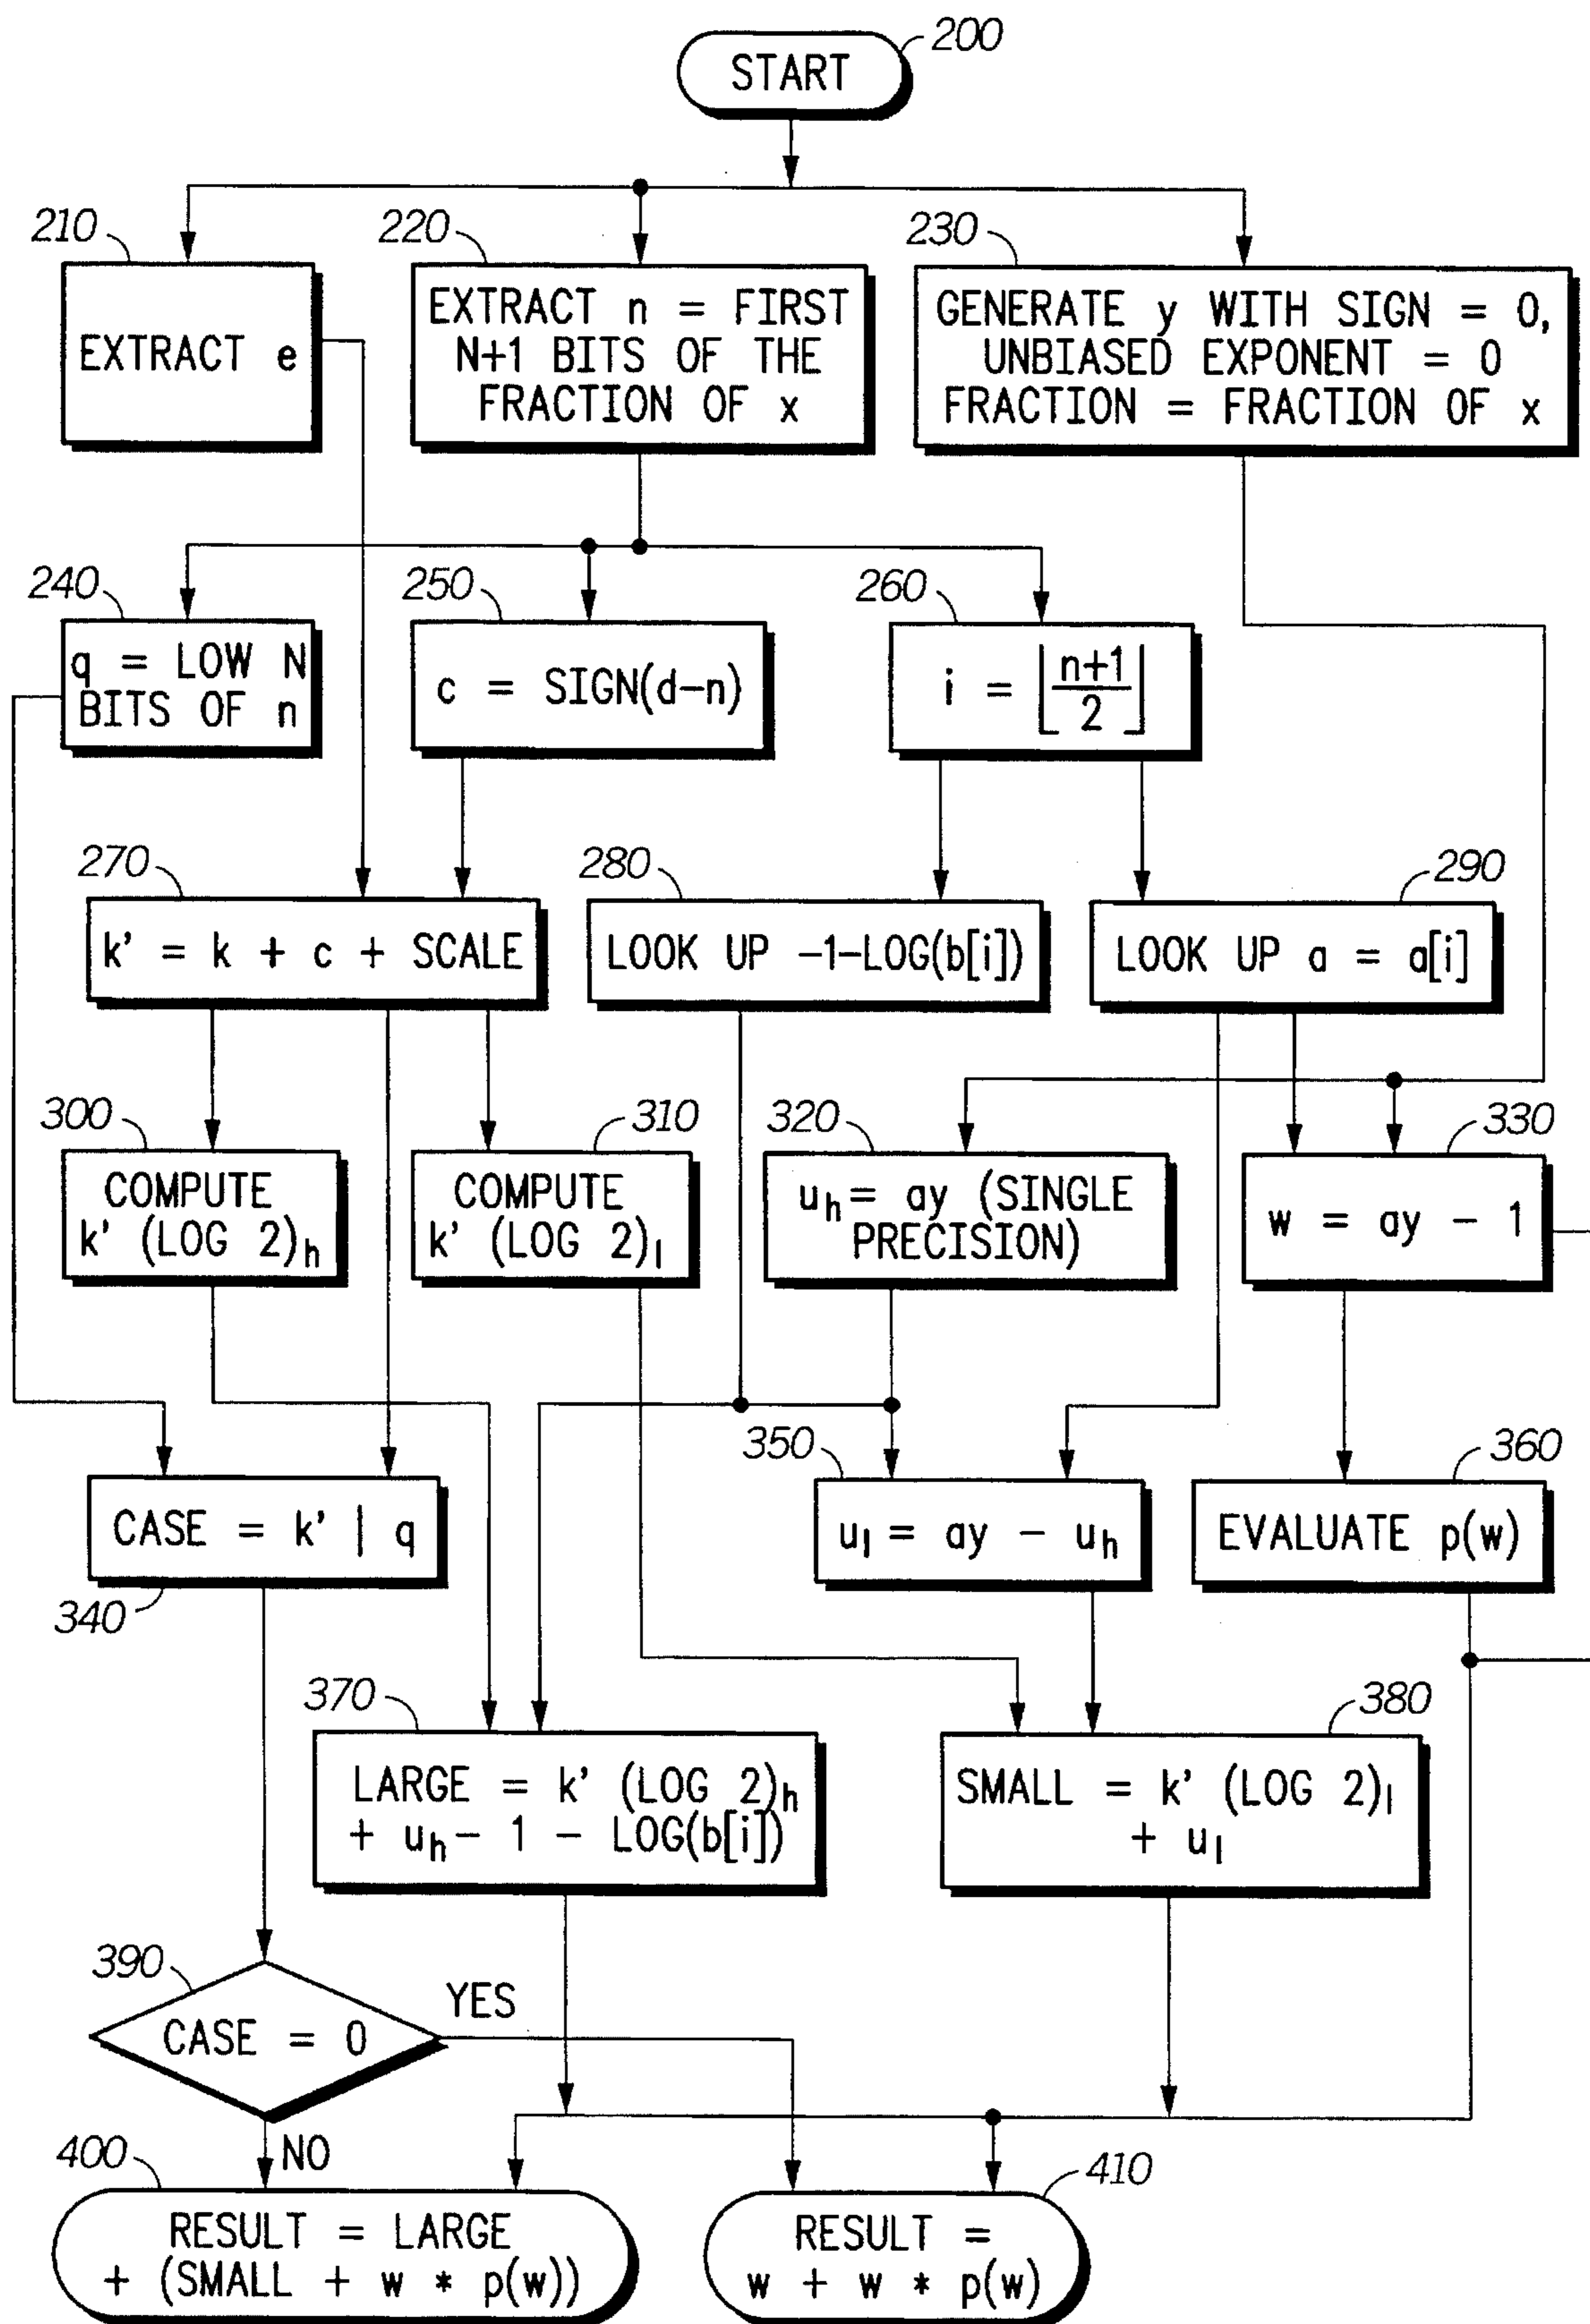 200
START
210
220
230
EXTRACT e
EXTRACT n = FIRST
N+1 BITS OF THE
FRACTION OF x
GENERATE y WITH SIGN = 0,
UNBIASED EXPONENT = 0
FRACTION = FRACTION OF x
240
250
260
q = LOW N
BITS OF n
c = SIGN(d-n)
i = ⌊(n+1)/2⌋
270
280
290
k' = k + c + SCALE
LOOK UP -1-LOG(b[i])
LOOK UP a = a[i]
300
310
320
330
COMPUTE
k' (LOG 2)h
COMPUTE
k' (LOG 2)l
uh = ay (SINGLE
PRECISION)
w = ay - 1
350
360
CASE = k' | q
340
ul = ay - uh
EVALUATE p(w)
370
380
LARGE = k' (LOG 2)h
+ uh - 1 - LOG(b[i])
SMALL = k' (LOG 2)l
+ ul
390
CASE = 0
YES
NO
400
410
RESULT = LARGE
+ (SMALL + w * p(w))
RESULT =
w + w * p(w)